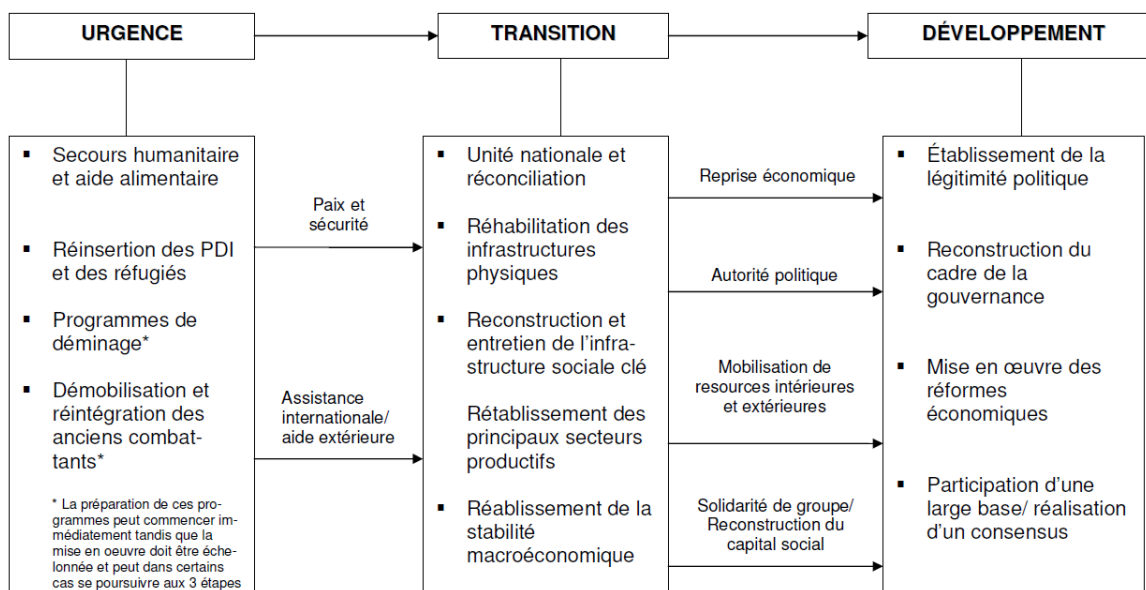 URGENCE
TRANSITION
DÉVELOPPEMENT
▪ Secours humanitaire
et aide alimentaire
▪ Réinsertion des PDI
et des réfugiés
▪ Programmes de
déminage*
▪ Démobilisation et
réintégration des
anciens combat-
tants*
* La préparation de ces pro-
grammes peut commencer im-
médiatement tandis que la
mise en oeuvre doit être éche-
lonnée et peut dans certains
cas se poursuivre aux 3 étapes
Paix et
sécurité
Assistance
internationale/
aide extérieure
▪ Unité nationale et
réconciliation
▪ Réhabilitation des
infrastructures
physiques
▪ Reconstruction et
entretien de l’infra-
structure sociale clé
Rétablissement des
principaux secteurs
productifs
▪ Réablissement de la
stabilité
macroéconomique
Reprise économique
Autorité politique
Mobilisation de
resources intérieures
et extérieures
Solidarité de groupe/
Reconstruction du
capital social
▪ Établissement de la
légitimité politique
▪ Reconstruction du
cadre de la
gouvernance
▪ Mise en œuvre des
réformes
économiques
▪ Participation d’une
large base/ réalisation
d’un consensus